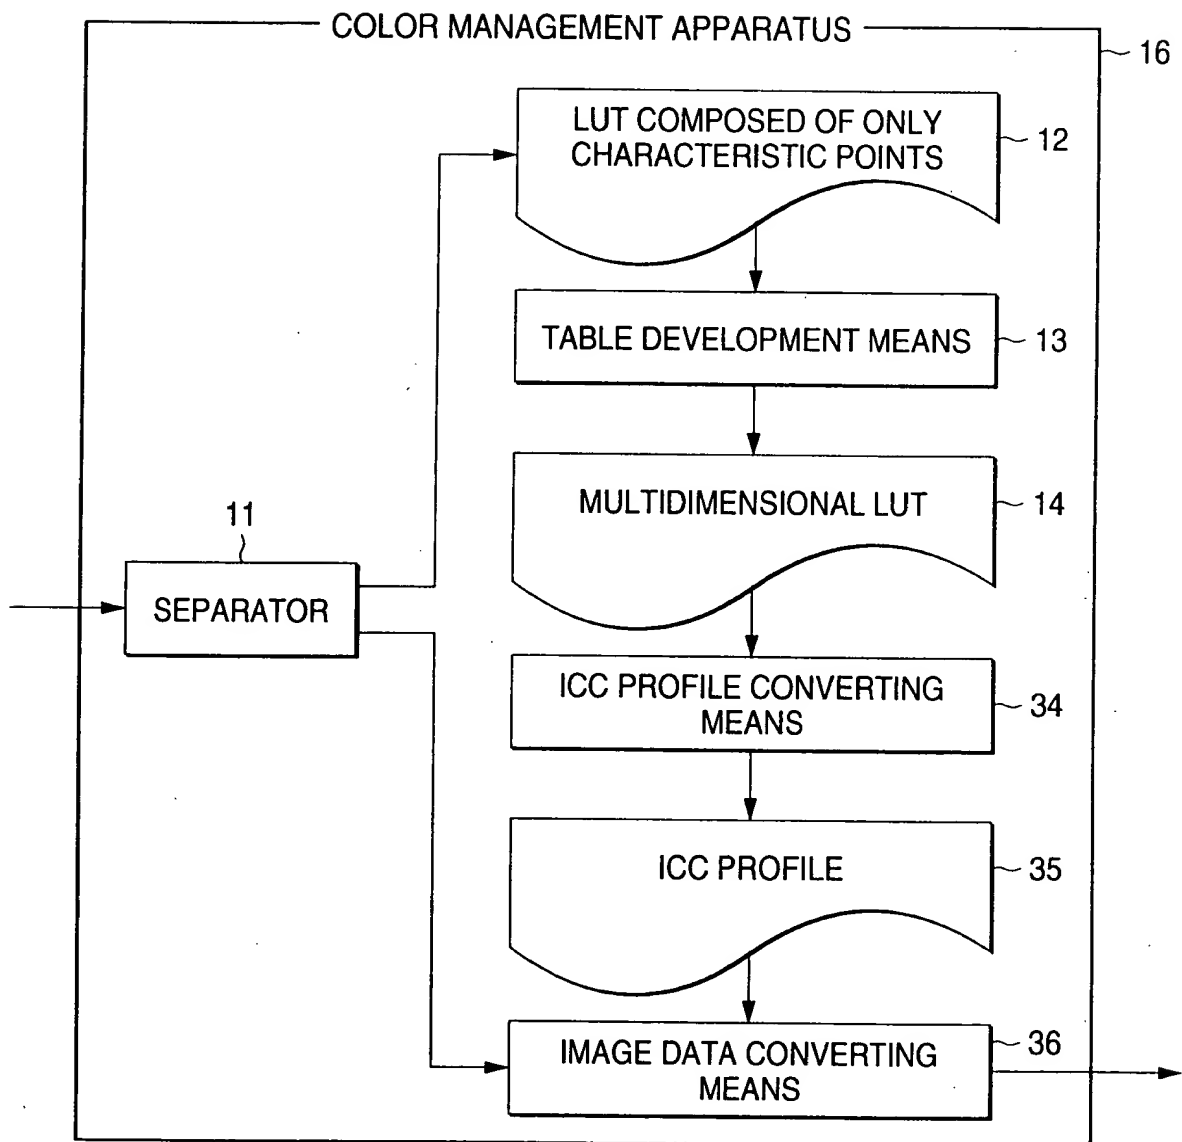 COLOR MANAGEMENT APPARATUS
16
LUT COMPOSED OF ONLY
CHARACTERISTIC POINTS
12
TABLE DEVELOPMENT MEANS
13
MULTIDIMENSIONAL LUT
14
11
SEPARATOR
ICC PROFILE CONVERTING
MEANS
34
ICC PROFILE
35
IMAGE DATA CONVERTING
MEANS
36